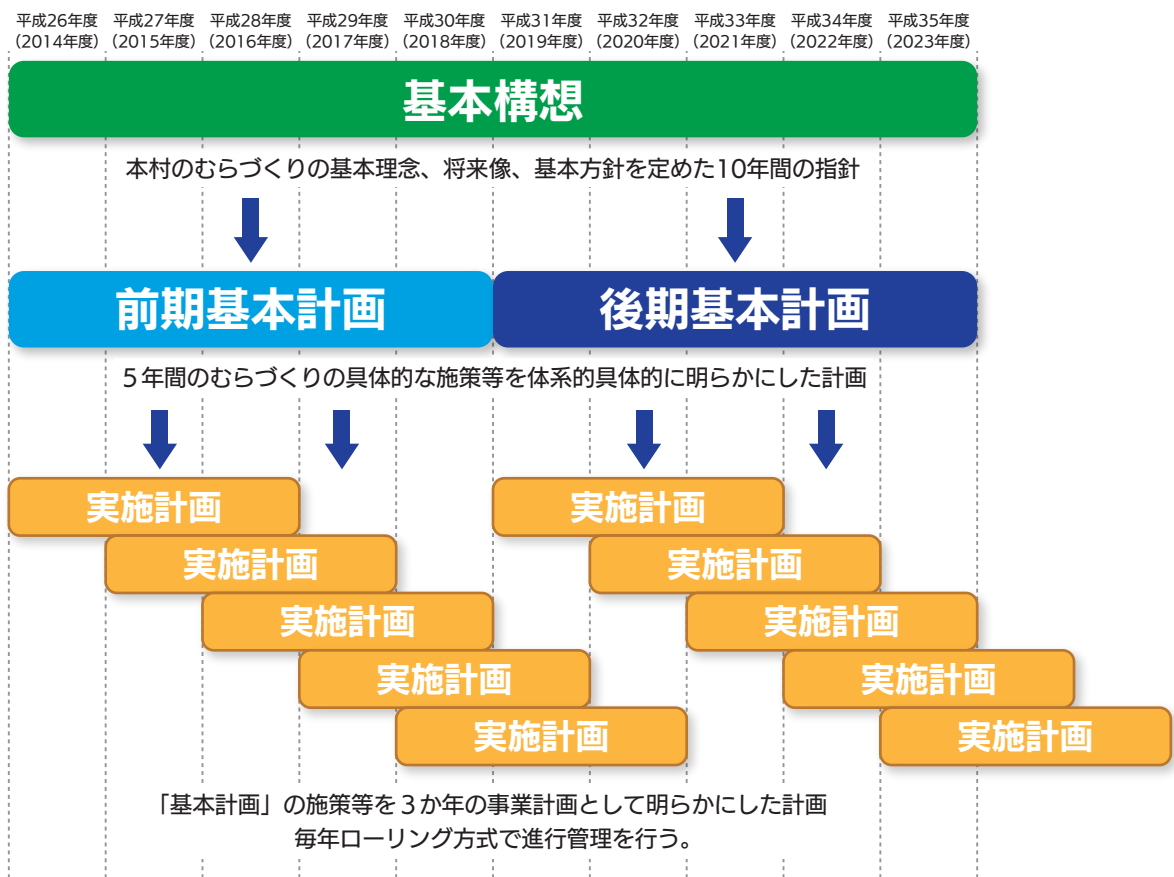 平成26年度 平成27年度 平成28年度 平成29年度 平成30年度 平成31年度 平成32年度 平成33年度 平成34年度 平成35年度
（2014年度）（2015年度）（2016年度）（2017年度）（2018年度）（2019年度）（2020年度）（2021年度）（2022年度）（2023年度）
基本構想
本村のむらづくりの基本理念、将来像、基本方針を定めた10年間の指針
前期基本計画 後期基本計画
５年間のむらづくりの具体的な施策等を体系的具体的に明らかにした計画
実施計画 実施計画
実施計画 実施計画
実施計画 実施計画
実施計画 実施計画
実施計画 実施計画
「基本計画」の施策等を３か年の事業計画として明らかにした計画
毎年ローリング方式で進行管理を行う。